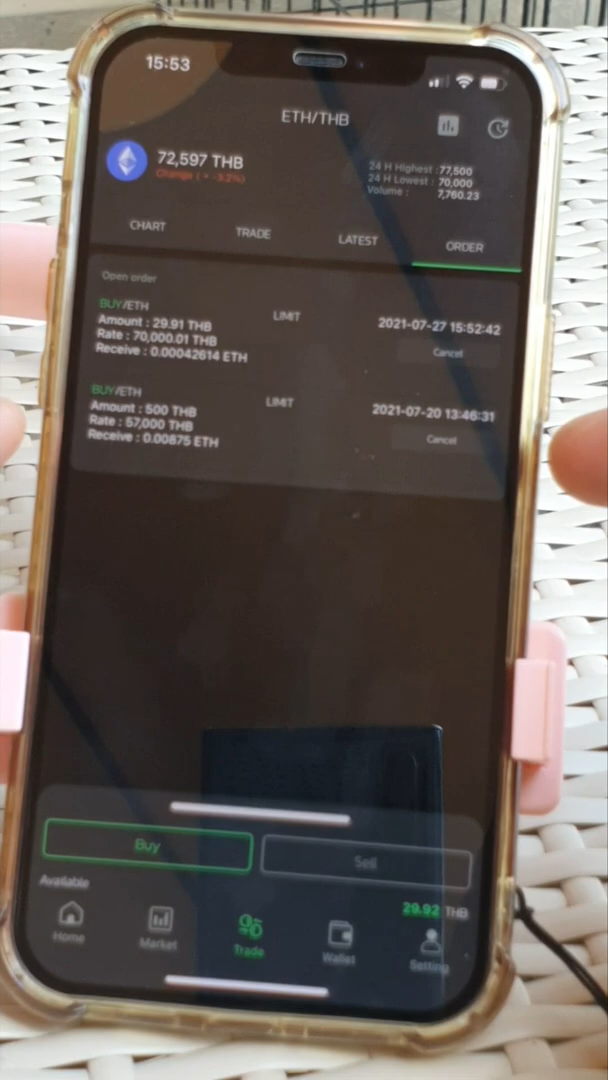 15:53
ETH/THB
72,597 THB
Change ( -3.2%)
24 H Highest : 77,500
24 H Lowest : 70,000
Volume : 7,760.23
CHART TRADE LATEST ORDER
Open order
BUY/ETH LIMIT 2021-07-27 15:52:42
Amount : 29.91 THB
Rate : 70,000.01 THB Cancel
Receive : 0.00042614 ETH
BUY/ETH LIMIT 2021-07-20 13:46:31
Amount : 500 THB
Rate : 57,000 THB Cancel
Receive : 0.00875 ETH
Buy Sell
Available 29.92 THB
Home Market Trade Wallet Setting